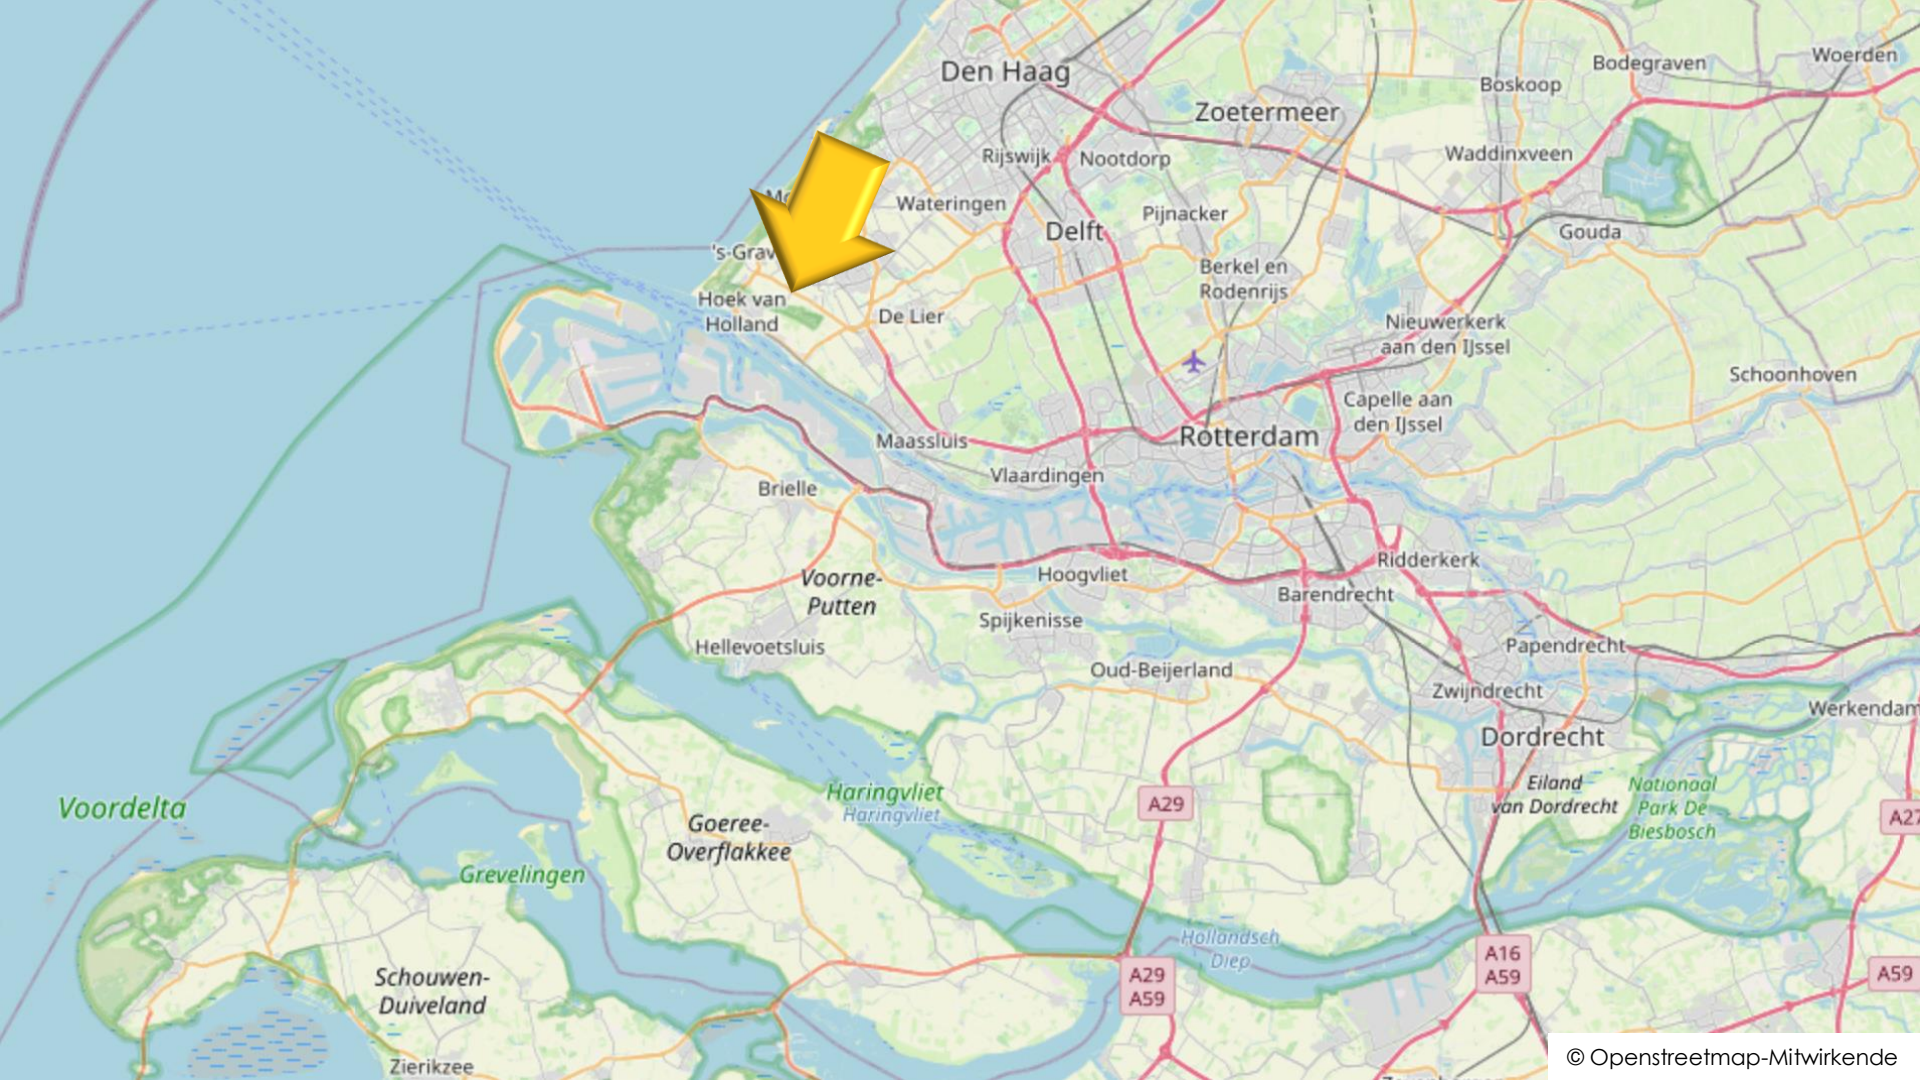 Den Haag
Zoetermeer
Bodegraven
Woerden
Boskoop
Rijswijk
Nootdorp
Waddinxveen
Wateringen
Pijnacker
Delft
Gouda
's-Grav
Berkel en
Rodenrijs
Hoek van
Holland
De Lier
Nieuwerkerk
aan den IJssel
Schoonhoven
Capelle aan
den IJssel
Maassluis
Rotterdam
Vlaardingen
Brielle
Voorne-
Putten
Hoogvliet
Ridderkerk
Barendrecht
Spijkenisse
Hellevoetsluis
Papendrecht
Oud-Beijerland
Zwijndrecht
Werkendam
Dordrecht
Voordelta
Haringvliet
Haringvliet
A29
Eiland
van Dordrecht
Nationaal
Park De
Biesbosch
A27
Goeree-
Overflakkee
Grevelingen
Hollandsch
Diep
Schouwen-
Duiveland
A29
A59
A16
A59
A59
Zierikzee
© Openstreetmap-Mitwirkende